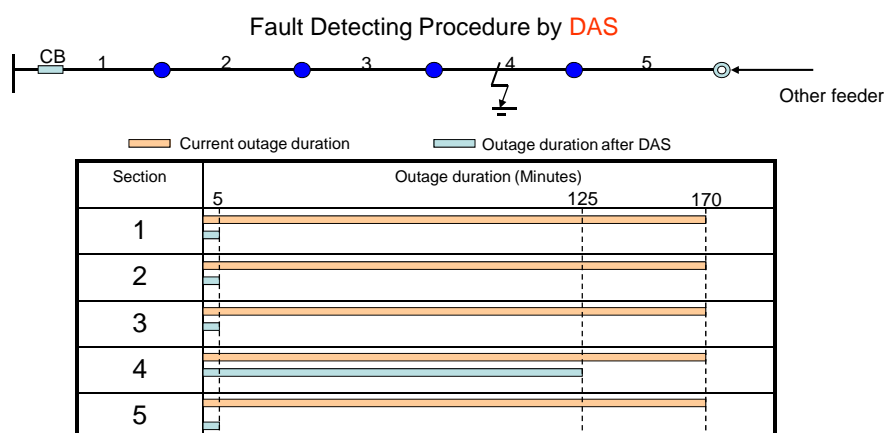 Fault Detecting Procedure by DAS
CB 1 2 3 4 5
Other feeder
Current outage duration Outage duration after DAS
Section Outage duration (Minutes)
5 125 170
1
2
3
4
5